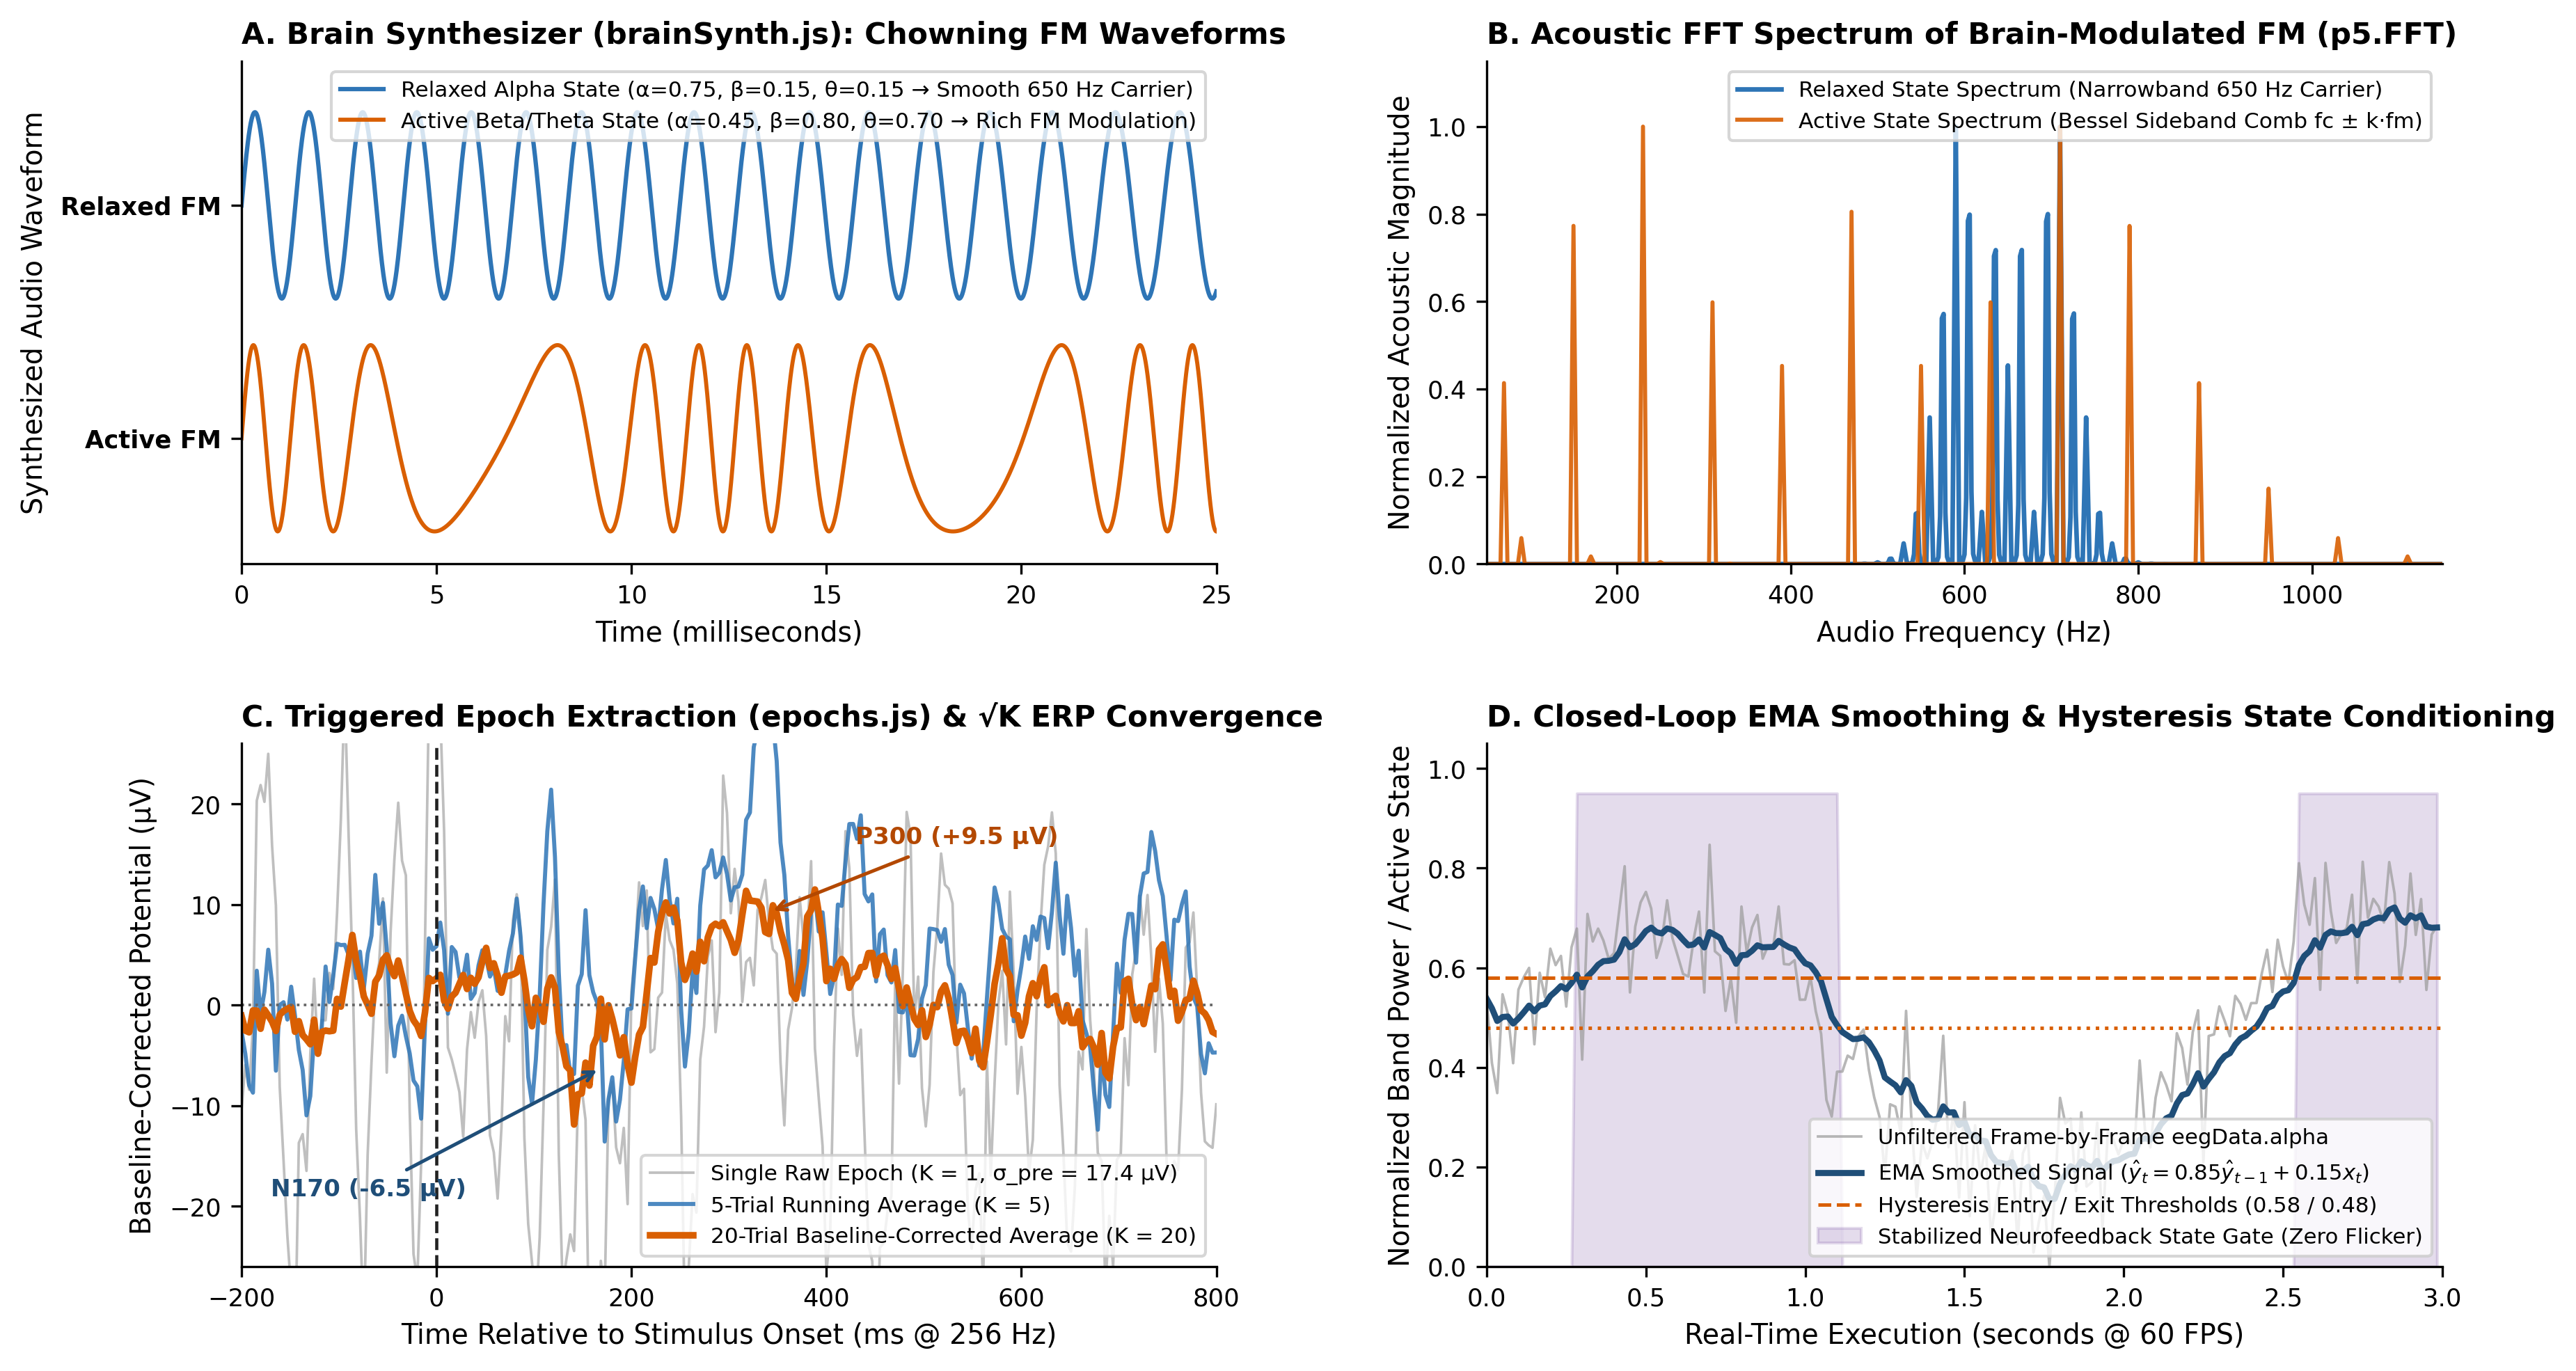 A. Brain Synthesizer (brainSynth.js): Chowning FM Waveforms
Relaxed Alpha State (α=0.75, β=0.15, θ=0.15 → Smooth 650 Hz Carrier)
Active Beta/Theta State (α=0.45, β=0.80, θ=0.70 → Rich FM Modulation)
Synthesized Audio Waveform
Relaxed FM
Active FM
0 5 10 15 20 25
Time (milliseconds)
B. Acoustic FFT Spectrum of Brain-Modulated FM (p5.FFT)
Relaxed State Spectrum (Narrowband 650 Hz Carrier)
Active State Spectrum (Bessel Sideband Comb fc ± k·fm)
Normalized Acoustic Magnitude
1.0
0.8
0.6
0.4
0.2
0.0
200 400 600 800 1000
Audio Frequency (Hz)
C. Triggered Epoch Extraction (epochs.js) & √K ERP Convergence
Baseline-Corrected Potential (μV)
20
10
0
−10
−20
P300 (+9.5 μV)
N170 (-6.5 μV)
Single Raw Epoch (K = 1, σ_pre = 17.4 μV)
5-Trial Running Average (K = 5)
20-Trial Baseline-Corrected Average (K = 20)
−200 0 200 400 600 800
Time Relative to Stimulus Onset (ms @ 256 Hz)
D. Closed-Loop EMA Smoothing & Hysteresis State Conditioning
Normalized Band Power / Active State
1.0
0.8
0.6
0.4
0.2
0.0
Unfiltered Frame-by-Frame eegData.alpha
EMA Smoothed Signal (ŷₜ = 0.85ŷₜ₋₁ + 0.15xₜ)
Hysteresis Entry / Exit Thresholds (0.58 / 0.48)
Stabilized Neurofeedback State Gate (Zero Flicker)
0.0 0.5 1.0 1.5 2.0 2.5 3.0
Real-Time Execution (seconds @ 60 FPS)